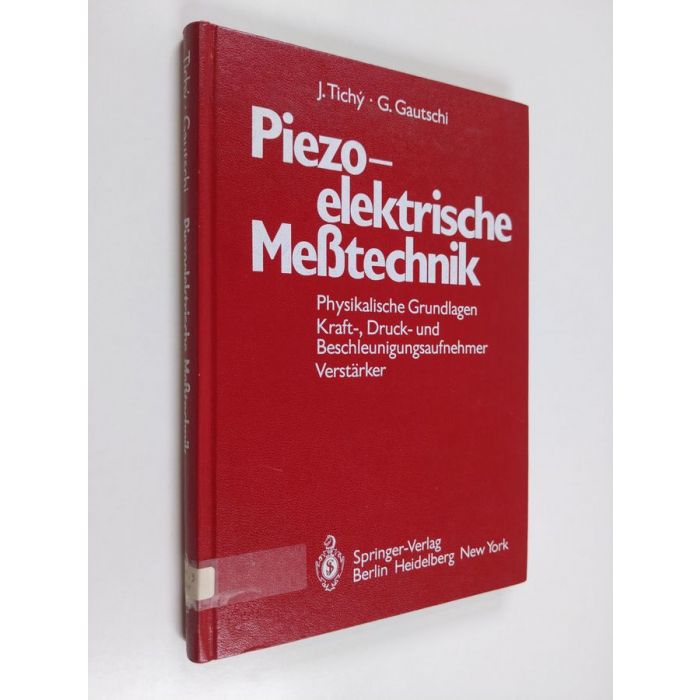 J. Tichý · G. Gautschi
Piezo–
elektrische
Meßtechnik
Physikalische Grundlagen
Kraft-, Druck- und
Beschleunigungsaufnehmer
Verstärker
Springer-Verlag
Berlin Heidelberg New York
Tichý · Gautschi Piezoelektrische Meßtechnik